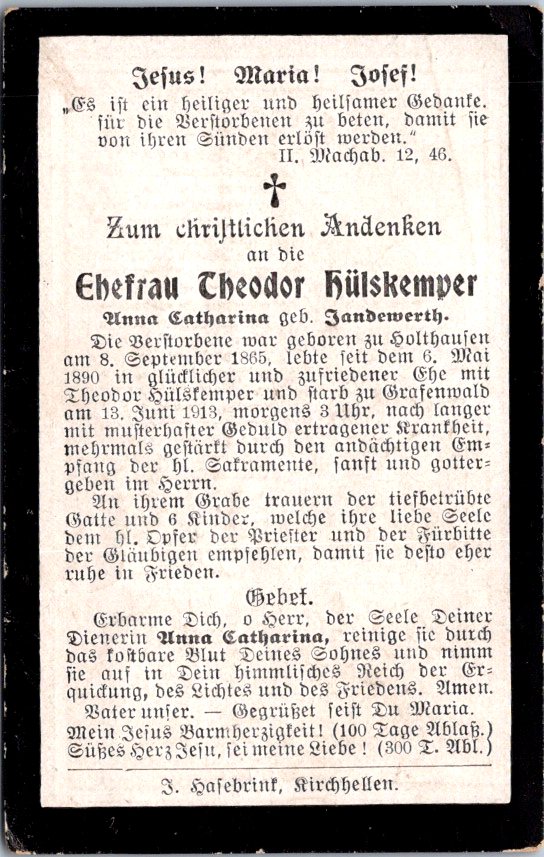 Jesus! Maria! Josef!
„Es ist ein heiliger und heilsamer Gedanke.
für die Verstorbenen zu beten, damit sie
von ihren Sünden erlöst werden.“
II. Machab. 12, 46.
Zum christlichen Andenken
an die
Ehefrau Theodor Hülskemper
Anna Catharina geb. Jandewerth.
Die Verstorbene war geboren zu Holthausen
am 8. September 1865, lebte seit dem 6. Mai
1890 in glücklicher und zufriedener Ehe mit
Theodor Hülskemper und starb zu Grafenwald
am 13. Juni 1913, morgens 3 Uhr, nach langer
mit musterhafter Geduld ertragener Krankheit,
mehrmals gestärkt durch den andächtigen Em-
pfang der hl. Sakramente, sanft und gotter-
geben im Herrn.
An ihrem Grabe trauern der tiefbetrübte
Gatte und 6 Kinder, welche ihre liebe Seele
dem hl. Opfer der Priester und der Fürbitte
der Gläubigen empfehlen, damit sie desto eher
ruhe in Frieden.
Gebet.
Erbarme Dich, o Herr, der Seele Deiner
Dienerin Anna Catharina, reinige sie durch
das kostbare Blut Deines Sohnes und nimm
sie auf in Dein himmlisches Reich der Er-
quickung, des Lichtes und des Friedens. Amen.
Vater unser. — Gegrüßet seist Du Maria.
Mein Jesus Barmherzigkeit! (100 Tage Ablaß.)
Süßes Herz Jesu, sei meine Liebe! (300 T. Abl.)
J. Hasebrink, Kirchhellen.